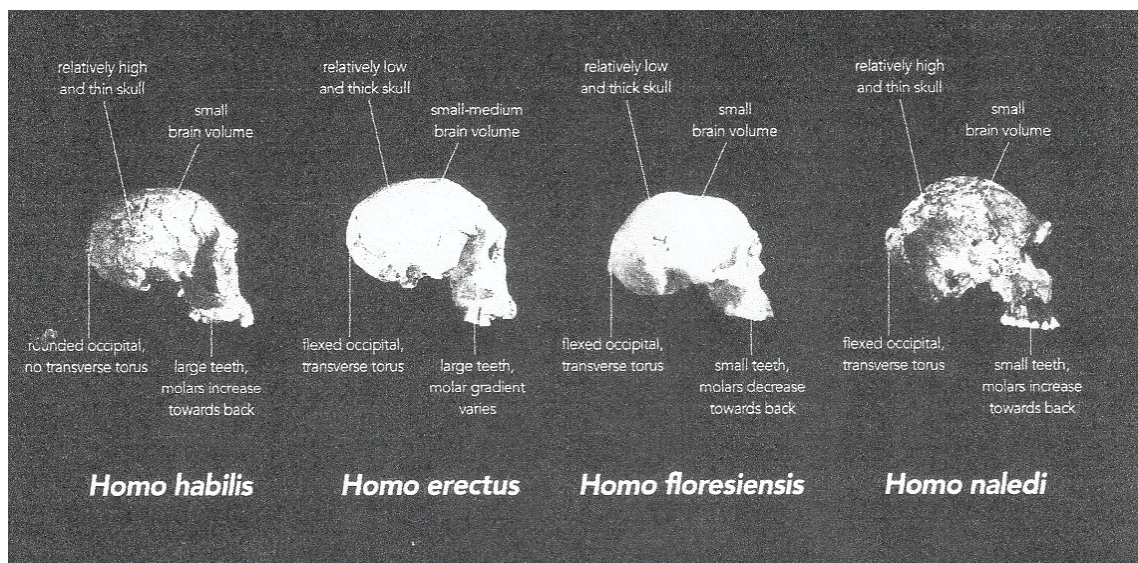 relatively high
and thin skull
small
brain volume
rounded occipital,
no transverse torus
large teeth,
molars increase
towards back
Homo habilis
relatively low
and thick skull
small-medium
brain volume
flexed occipital,
transverse torus
large teeth,
molar gradient
varies
Homo erectus
relatively low
and thick skull
small
brain volume
flexed occipital,
transverse torus
small teeth,
molars decrease
towards back
Homo floresiensis
relatively high
and thin skull
small
brain volume
flexed occipital,
transverse torus
small teeth,
molars increase
towards back
Homo naledi